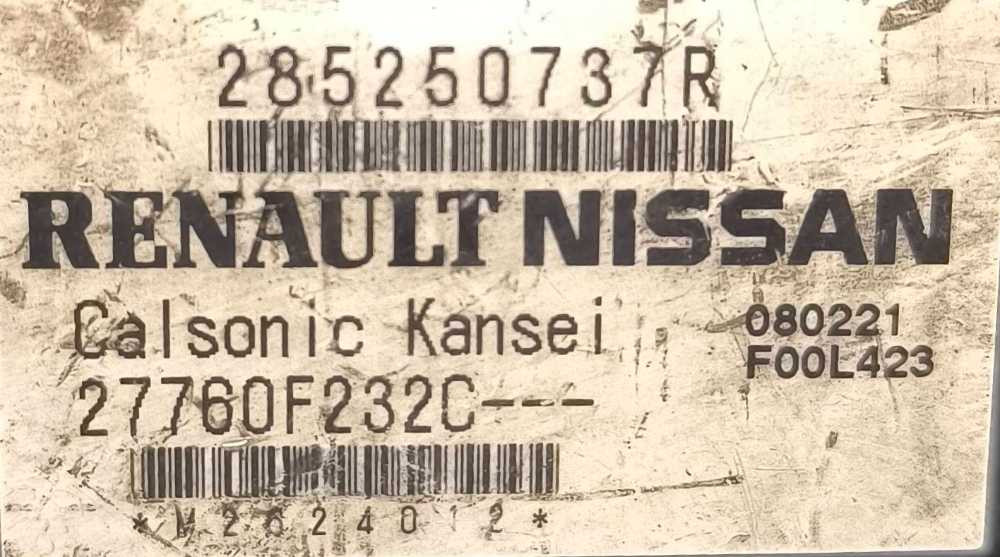 285250737R
RENAULT NISSAN
Calsonic Kansei
080221
27760F232C---
F00L423
*M2624012*